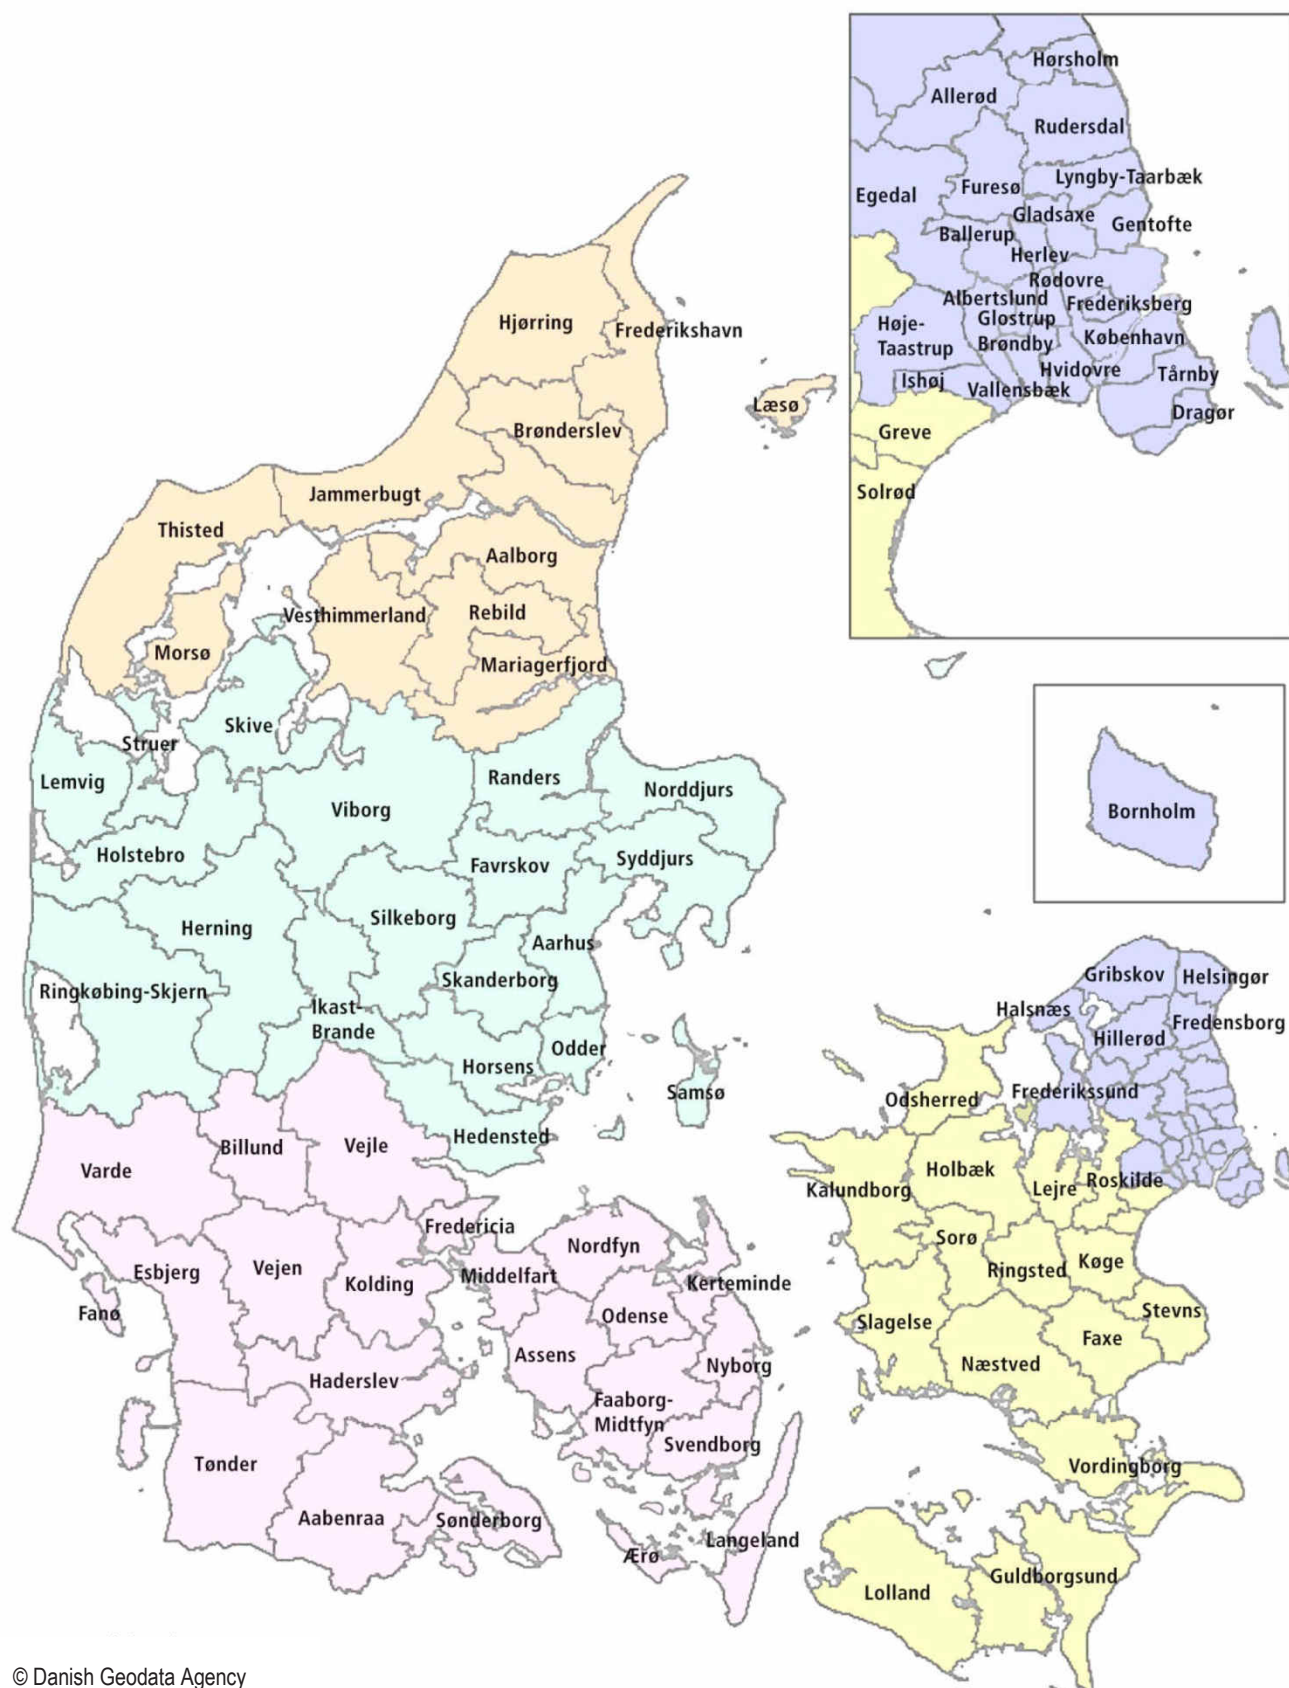 Hørsholm
Allerød
Rudersdal
Lyngby-Taarbæk
Egedal
Furesø
Gladsaxe
Gentofte
Ballerup
Herlev
Rødovre
Albertslund
Frederiksberg
Glostrup
Høje-
Taastrup
København
Brøndby
Hvidovre
Ishøj
Vallensbæk
Tårnby
Dragør
Greve
Solrød
Hjørring
Frederikshavn
Læsø
Brønderslev
Jammerbugt
Thisted
Aalborg
Vesthimmerland
Rebild
Morsø
Mariagerfjord
Skive
Struer
Lemvig
Randers
Norddjurs
Viborg
Bornholm
Holstebro
Favrskov
Syddjurs
Silkeborg
Herning
Aarhus
Skanderborg
Ringkøbing-Skjern
Ikast-
Brande
Odder
Horsens
Samsø
Hedensted
Gribskov
Helsingør
Halsnæs
Fredensborg
Hillerød
Frederikssund
Odsherred
Holbæk
Kalundborg
Lejre
Roskilde
Sorø
Ringsted
Køge
Stevns
Slagelse
Faxe
Næstved
Vordingborg
Guldborgsund
Lolland
Billund
Vejle
Varde
Fredericia
Nordfyn
Vejen
Esbjerg
Kolding
Middelfart
Kerteminde
Fanø
Odense
Assens
Nyborg
Haderslev
Faaborg-
Midtfyn
Svendborg
Tønder
Aabenraa
Sønderborg
Ærø
Langeland
© Danish Geodata Agency